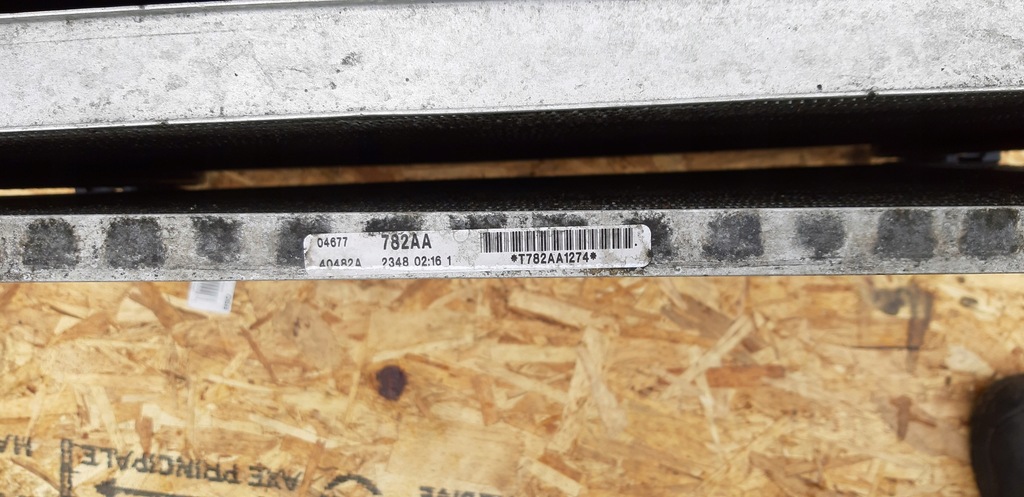 04677 782AA
40482A 2348 02:16 1
*T782AA1274*
AXE PRINCIPALE